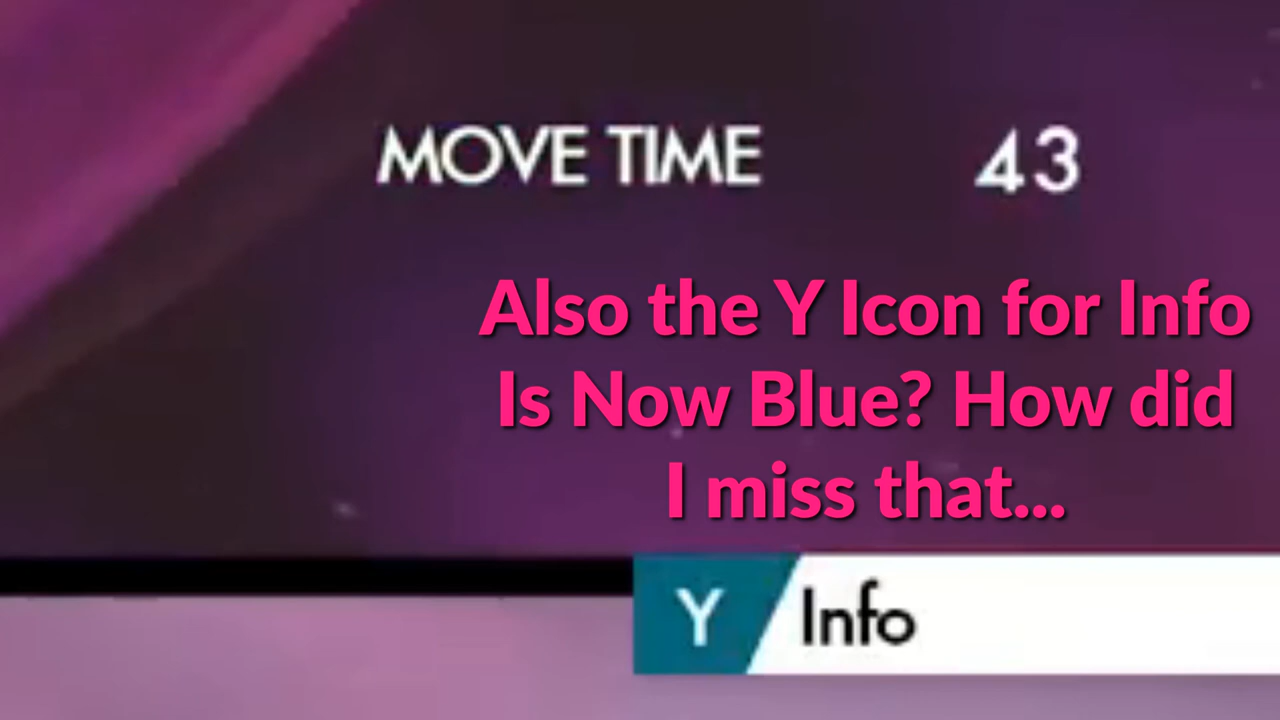 MOVE TIME 43
Also the Y Icon for Info
Is Now Blue? How did
I miss that...
Y Info